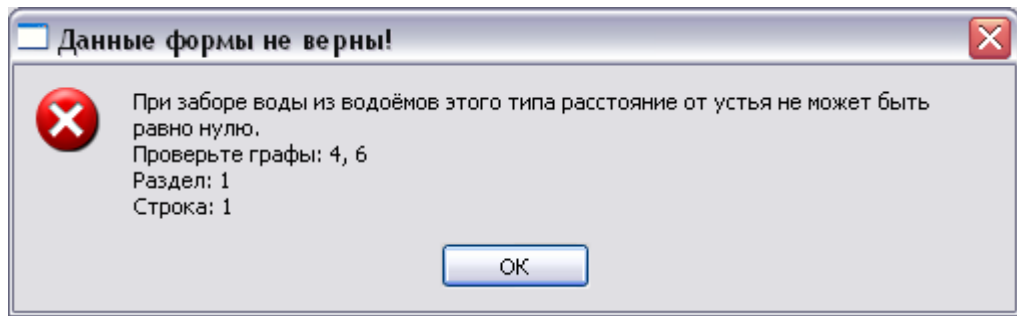 Данные формы не верны!
При заборе воды из водоёмов этого типа расстояние от устья не может быть
равно нулю.
Проверьте графы: 4, 6
Раздел: 1
Строка: 1
OK